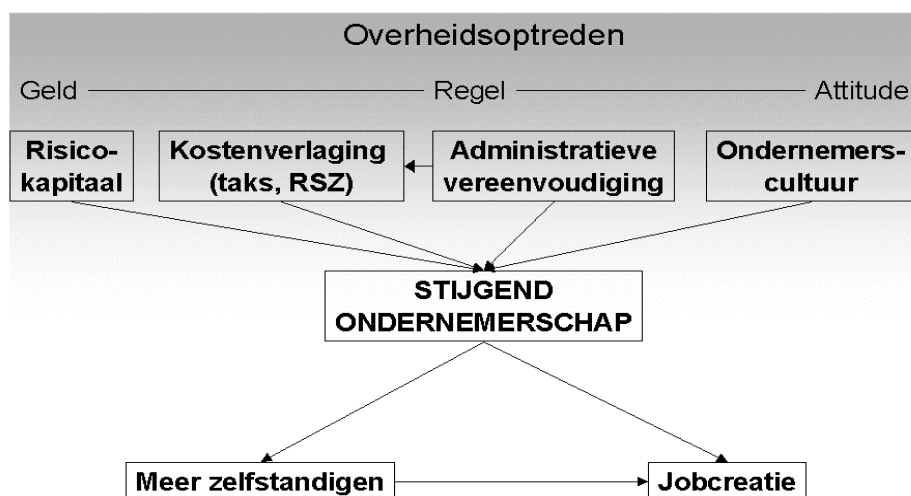 Overheidsoptreden
Geld
Regel
Attitude
Risico-
kapitaal
Kostenverlaging
(taks, RSZ)
Administratieve
vereenvoudiging
Ondernemers-
cultuur
STIJGEND
ONDERNEMERSCHAP
Meer zelfstandigen
Jobcreatie